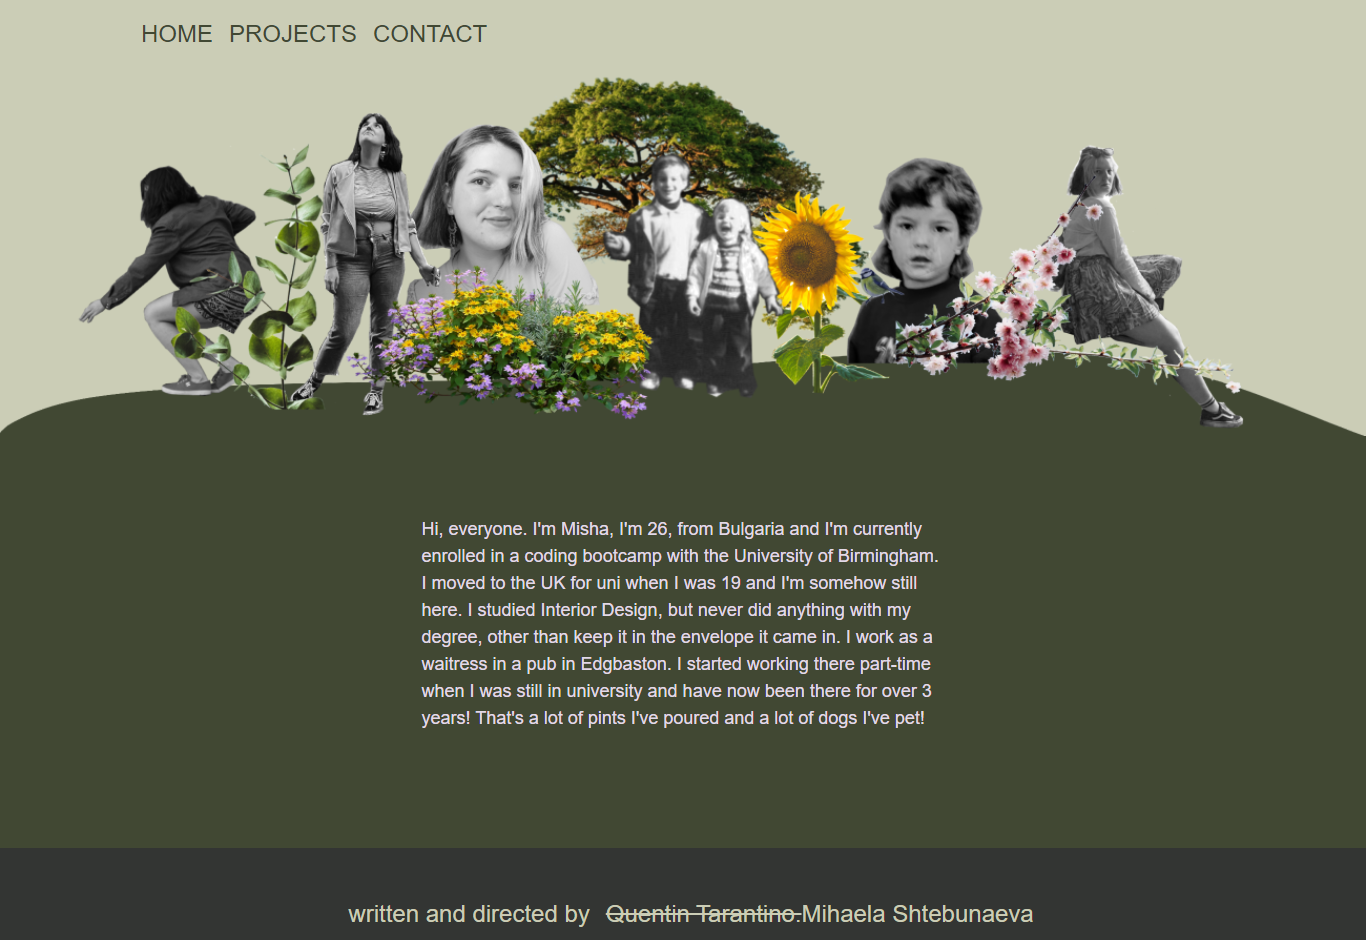 HOME PROJECTS CONTACT
Hi, everyone. I'm Misha, I'm 26, from Bulgaria and I'm currently
enrolled in a coding bootcamp with the University of Birmingham.
I moved to the UK for uni when I was 19 and I'm somehow still
here. I studied Interior Design, but never did anything with my
degree, other than keep it in the envelope it came in. I work as a
waitress in a pub in Edgbaston. I started working there part-time
when I was still in university and have now been there for over 3
years! That's a lot of pints I've poured and a lot of dogs I've pet!
written and directed by Quentin Tarantino.Mihaela Shtebunaeva